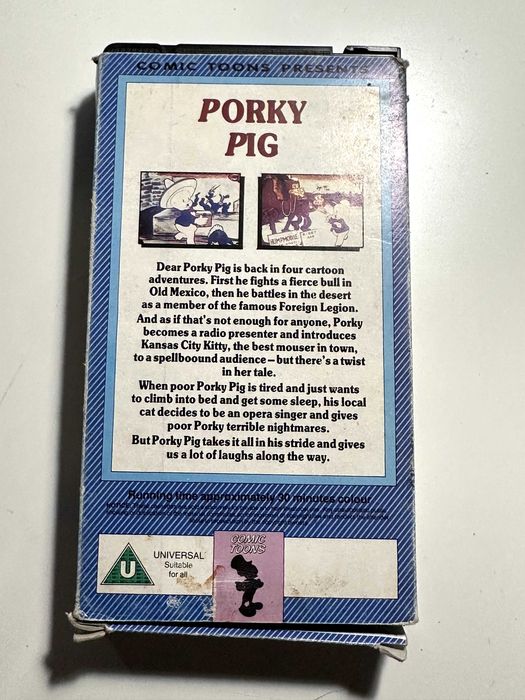 COMIC TOONS PRESENTS
PORKY
PIG
HUMPMOBILE
Dear Porky Pig is back in four cartoon
adventures. First he fights a fierce bull in
Old Mexico, then he battles in the desert
as a member of the famous Foreign Legion.
And as if that's not enough for anyone, Porky
becomes a radio presenter and introduces
Kansas City Kitty, the best mouser in town,
to a spellboound audience – but there's a twist
in her tale.
When poor Porky Pig is tired and just wants
to climb into bed and get some sleep, his local
cat decides to be an opera singer and gives
poor Porky terrible nightmares.
But Porky Pig takes it all in his stride and gives
us a lot of laughs along the way.
Running time approximately 30 minutes colour
NOTICE:
U
UNIVERSAL
Suitable
for all
COMIC
TOONS